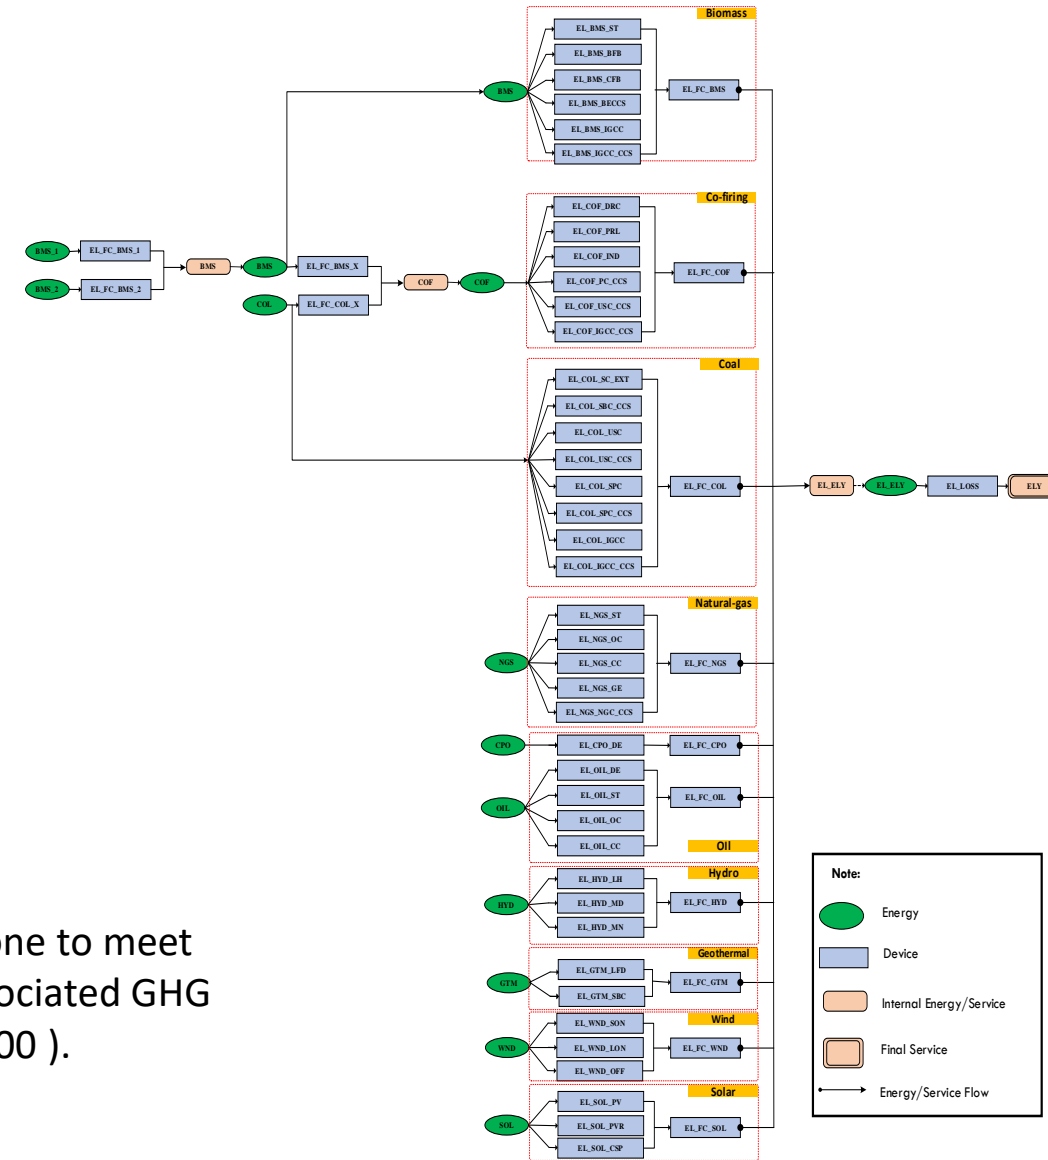 Biomass
EL_BMS_ST
EL_BMS_BFB
EL_BMS_CFB
EL_BMS_BECCS
EL_BMS_IGCC
EL_BMS_IGCC_CCS
BMS
EL_FC_BMS
Co-firing
EL_COF_DRC
EL_COF_PRL
EL_COF_IND
EL_COF_PC_CCS
EL_COF_USC_CCS
EL_COF_IGCC_CCS
EL_FC_COF
BMS_1
EL_FC_BMS_1
BMS_2
EL_FC_BMS_2
BMS
BMS
EL_FC_BMS_X
COL
EL_FC_COL_X
COF
COF
Coal
EL_COL_SC_EXT
EL_COL_SBC_CCS
EL_COL_USC
EL_COL_USC_CCS
EL_COL_SPC
EL_COL_SPC_CCS
EL_COL_IGCC
EL_COL_IGCC_CCS
EL_FC_COL
EL_ELY
EL_ELY
EL_LOSS
ELY
Natural-gas
EL_NGS_ST
EL_NGS_OC
EL_NGS_CC
EL_NGS_GE
EL_NGS_NGC_CCS
NGS
EL_FC_NGS
CPO
EL_CPO_DE
EL_FC_CPO
EL_OIL_DE
EL_OIL_ST
EL_OIL_OC
EL_OIL_CC
OIL
EL_FC_OIL
OIl
Hydro
EL_HYD_LH
EL_HYD_MD
EL_HYD_MN
HYD
EL_FC_HYD
Geothermal
EL_GTM_LFD
EL_GTM_SBC
GTM
EL_FC_GTM
Wind
EL_WND_SON
EL_WND_LON
EL_WND_OFF
WND
EL_FC_WND
Solar
EL_SOL_PV
EL_SOL_PVR
EL_SOL_CSP
SOL
EL_FC_SOL
one to meet
ociated GHG
00 ).
Note:
Energy
Device
Internal Energy/Service
Final Service
Energy/Service Flow